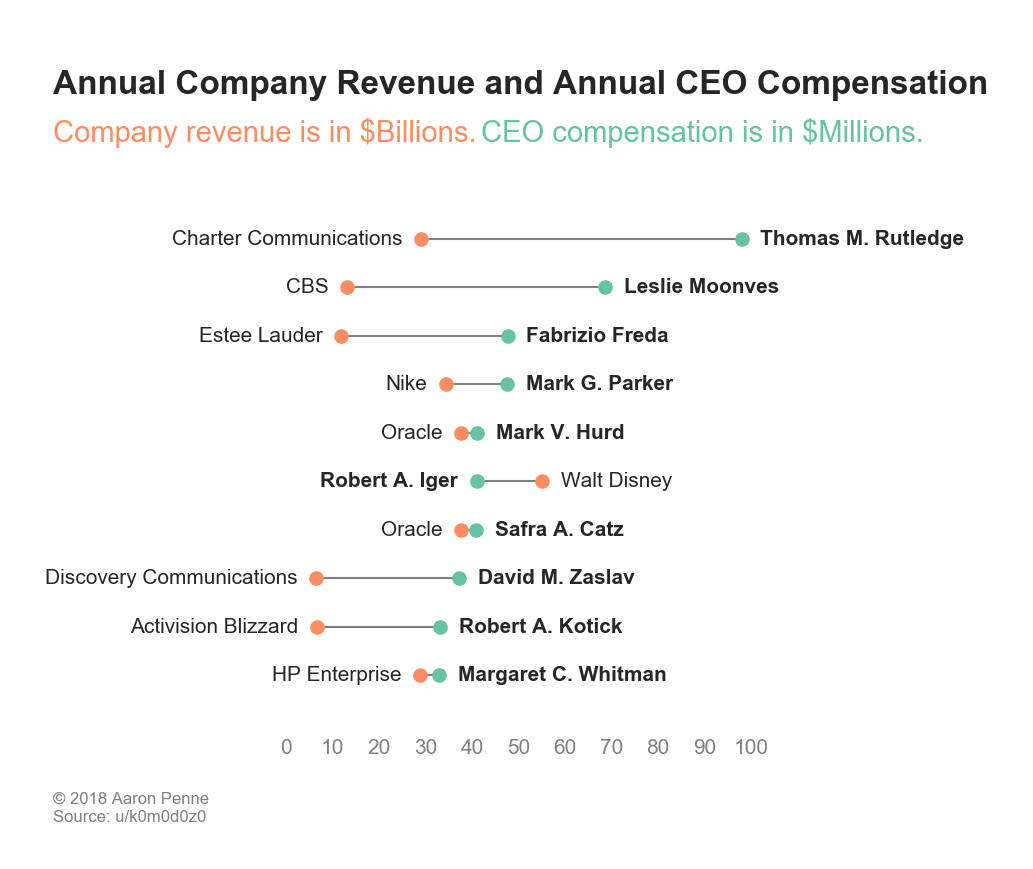 Annual Company Revenue and Annual CEO Compensation
Company revenue is in $Billions. CEO compensation is in $Millions.
Charter Communications Thomas M. Rutledge
CBS Leslie Moonves
Estee Lauder Fabrizio Freda
Nike Mark G. Parker
Oracle Mark V. Hurd
Robert A. Iger Walt Disney
Oracle Safra A. Catz
Discovery Communications David M. Zaslav
Activision Blizzard Robert A. Kotick
HP Enterprise Margaret C. Whitman
0 10 20 30 40 50 60 70 80 90 100
© 2018 Aaron Penne
Source: u/k0m0d0z0